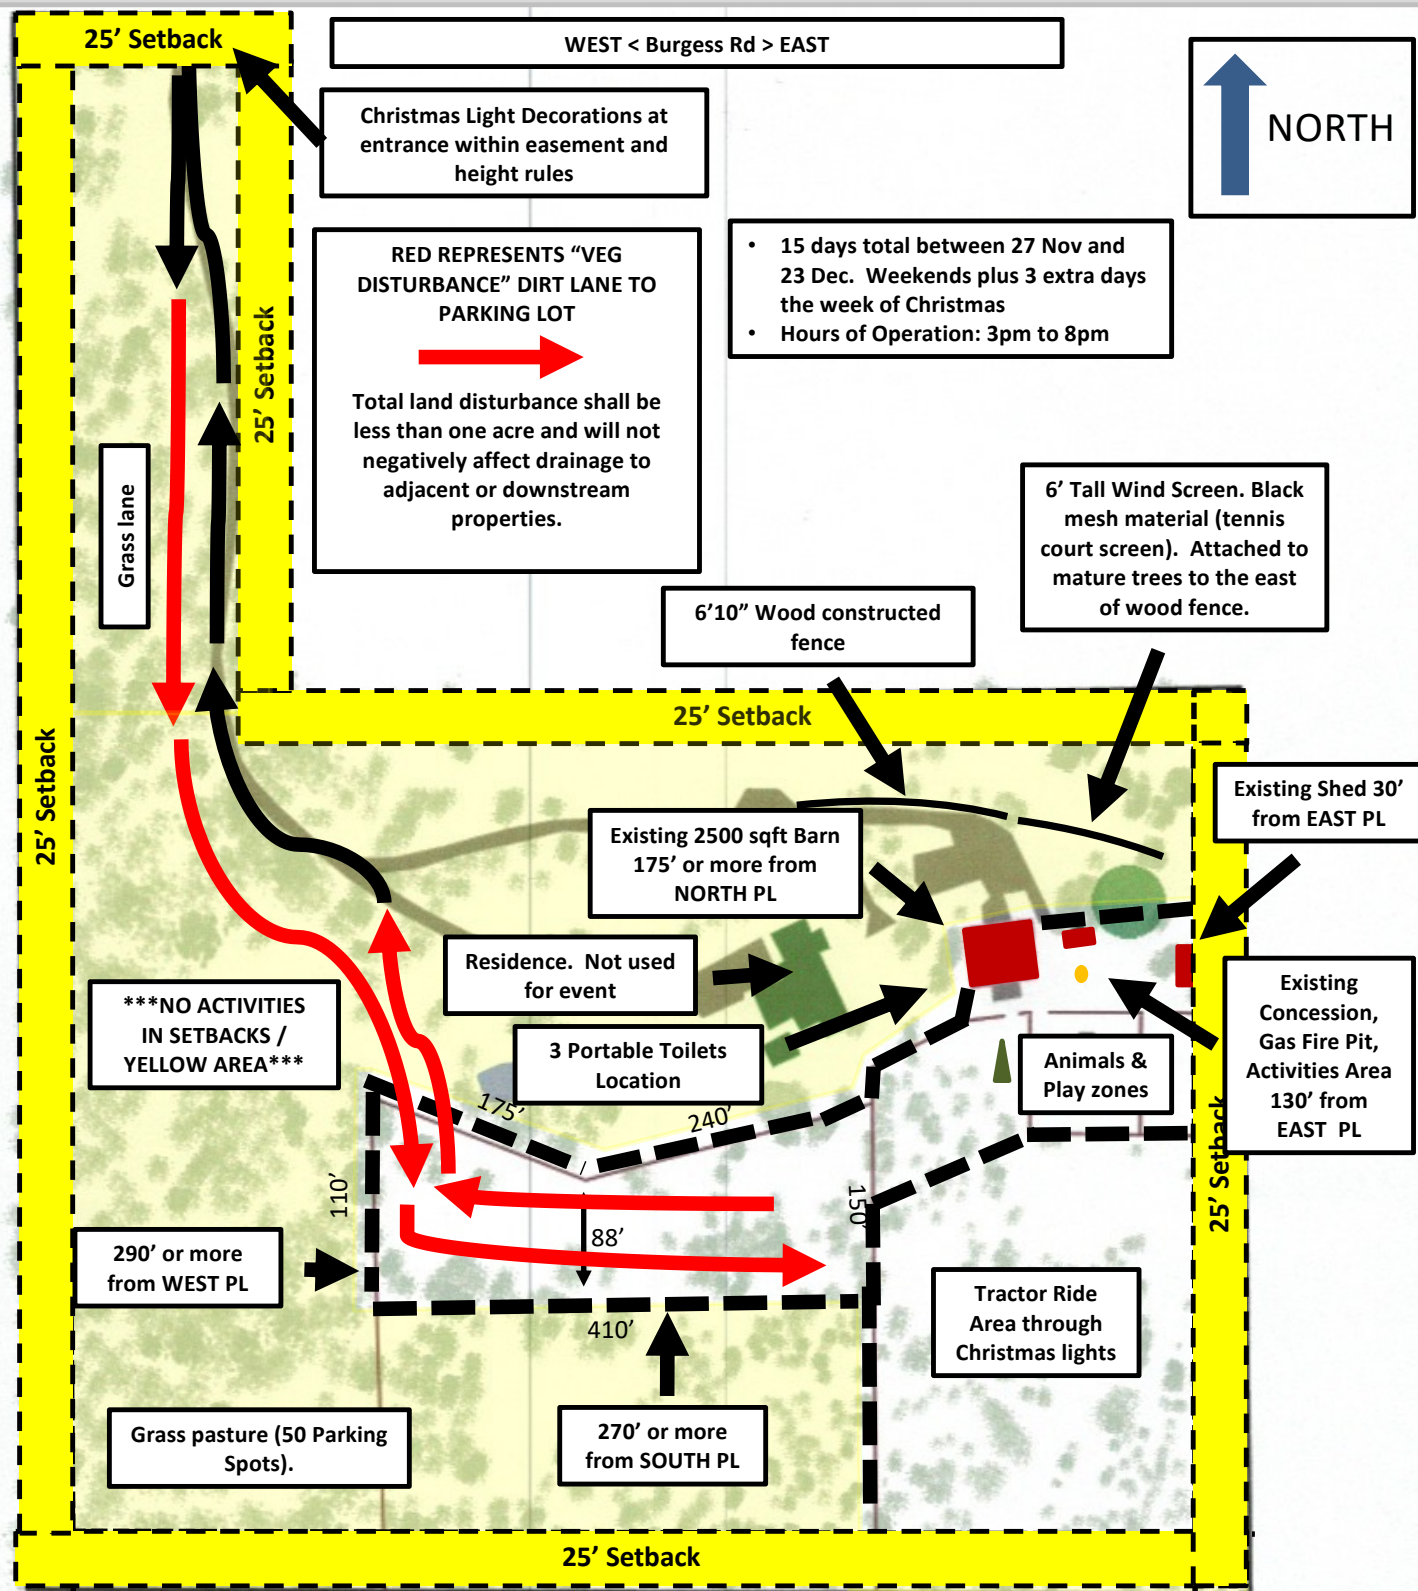 25' Setback
WEST < Burgess Rd > EAST
NORTH
Christmas Light Decorations at
entrance within easement and
height rules
RED REPRESENTS “VEG
DISTURBANCE” DIRT LANE TO
PARKING LOT
Total land disturbance shall be
less than one acre and will not
negatively affect drainage to
adjacent or downstream
properties.
• 15 days total between 27 Nov and
23 Dec. Weekends plus 3 extra days
the week of Christmas
• Hours of Operation: 3pm to 8pm
25' Setback
Grass lane
6' Tall Wind Screen. Black
mesh material (tennis
court screen). Attached to
mature trees to the east
of wood fence.
6'10” Wood constructed
fence
25' Setback
25' Setback
Existing Shed 30'
from EAST PL
Existing 2500 sqft Barn
175' or more from
NORTH PL
Residence. Not used
for event
***NO ACTIVITIES
IN SETBACKS /
YELLOW AREA***
3 Portable Toilets
Location
Animals &
Play zones
Existing
Concession,
Gas Fire Pit,
Activities Area
130' from
EAST PL
25' Setback
175'
240'
110'
150'
88'
290' or more
from WEST PL
410'
Tractor Ride
Area through
Christmas lights
Grass pasture (50 Parking
Spots).
270' or more
from SOUTH PL
25' Setback